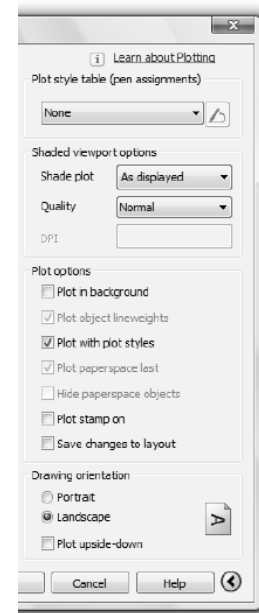 X
i Learn about Plotting
Plot style table (pen assignments)
None
Shaded viewport options
Shade plot As displayed
Quality Normal
DPI
Plot options
Plot in background
Plot object lineweights
Plot with plot styles
Plot paperspace last
Hide paperspace objects
Plot stamp on
Save changes to layout
Drawing orientation
Portrait
Landscape
A
Plot upside-down
Cancel Help